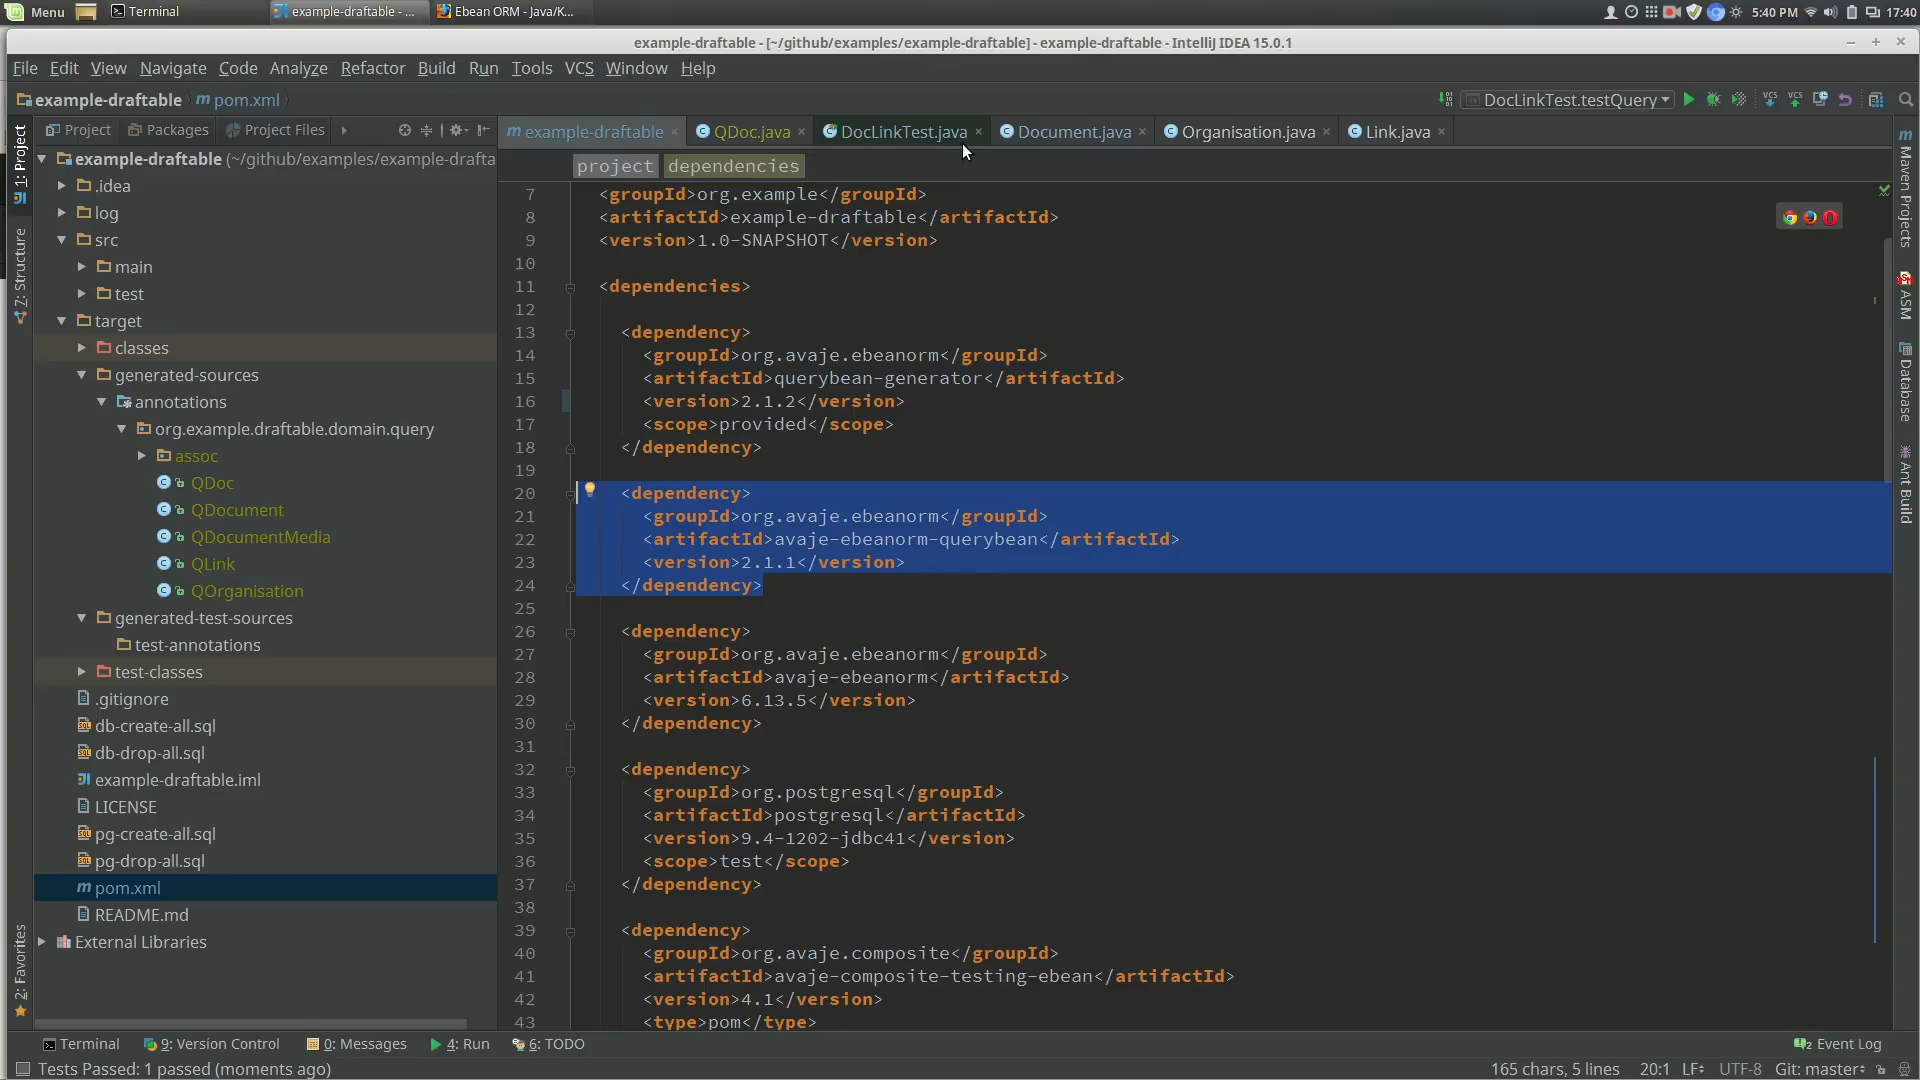 Menu
Terminal
example-draftable - ...
Ebean ORM - Java/K...
5:40 PM
17:40
example-draftable - [~/github/examples/example-draftable] - example-draftable - IntelliJ IDEA 15.0.1
File Edit View Navigate Code Analyze Refactor Build Run Tools VCS Window Help
example-draftable
pom.xml
DocLinkTest.testQuery
VCS
VCS
Project
Packages
Project Files
example-draftable
QDoc.java
DocLinkTest.java
Document.java
Organisation.java
Link.java
1: Project
7: Structure
2: Favorites
example-draftable (~/github/examples/example-drafta
.idea
log
src
main
test
target
classes
generated-sources
annotations
org.example.draftable.domain.query
assoc
QDoc
QDocument
QDocumentMedia
QLink
QOrganisation
generated-test-sources
test-annotations
test-classes
.gitignore
db-create-all.sql
db-drop-all.sql
example-draftable.iml
LICENSE
pg-create-all.sql
pg-drop-all.sql
pom.xml
README.md
External Libraries
project dependencies
7 <groupId>org.example</groupId>
8 <artifactId>example-draftable</artifactId>
9 <version>1.0-SNAPSHOT</version>
10
11 <dependencies>
12
13 <dependency>
14 <groupId>org.avaje.ebeanorm</groupId>
15 <artifactId>querybean-generator</artifactId>
16 <version>2.1.2</version>
17 <scope>provided</scope>
18 </dependency>
19
20 <dependency>
21 <groupId>org.avaje.ebeanorm</groupId>
22 <artifactId>avaje-ebeanorm-querybean</artifactId>
23 <version>2.1.1</version>
24 </dependency>
25
26 <dependency>
27 <groupId>org.avaje.ebeanorm</groupId>
28 <artifactId>avaje-ebeanorm</artifactId>
29 <version>6.13.5</version>
30 </dependency>
31
32 <dependency>
33 <groupId>org.postgresql</groupId>
34 <artifactId>postgresql</artifactId>
35 <version>9.4-1202-jdbc41</version>
36 <scope>test</scope>
37 </dependency>
38
39 <dependency>
40 <groupId>org.avaje.composite</groupId>
41 <artifactId>avaje-composite-testing-ebean</artifactId>
42 <version>4.1</version>
43 <type>pom</type>
Maven Projects
ASM
Database
Ant Build
Terminal
9: Version Control
0: Messages
4: Run
6: TODO
2 Event Log
Tests Passed: 1 passed (moments ago)
165 chars, 5 lines
20:1
LF
UTF-8
Git: master